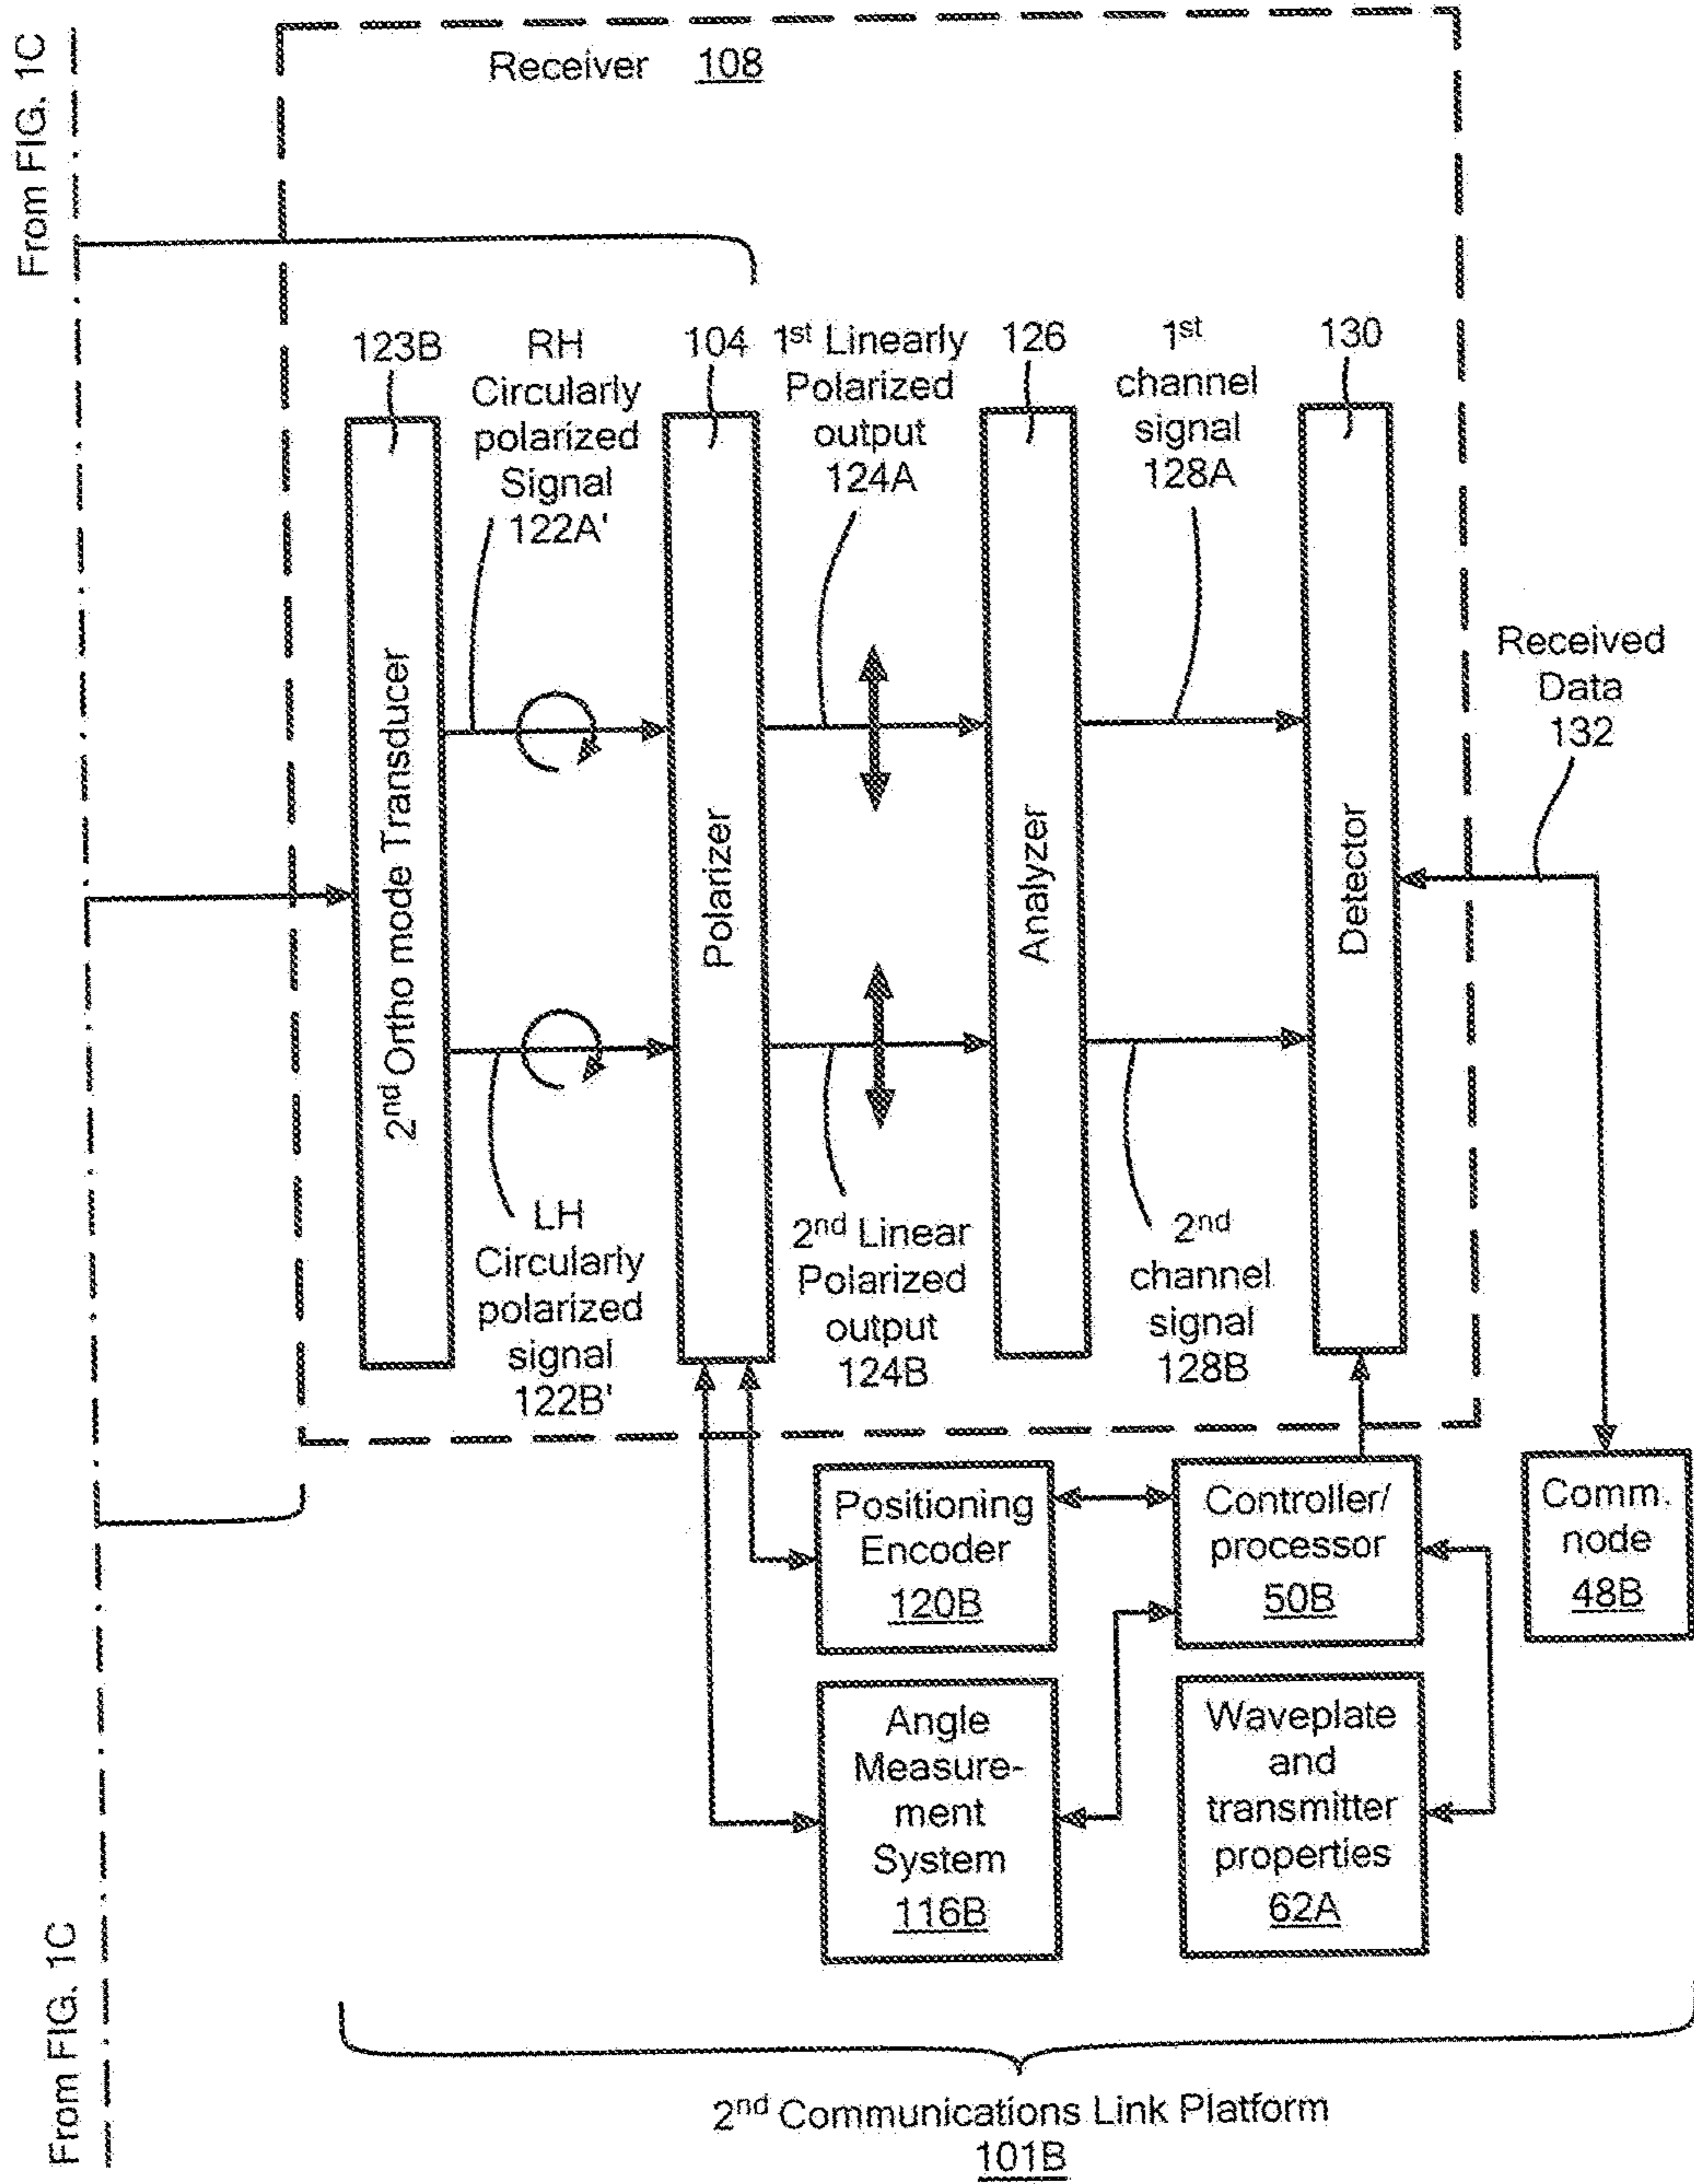 From FIG. 1C
Receiver 108
123B
RH
Circularly
polarized
Signal
122A'
104
1st Linearly
Polarized
output
124A
126
1st
channel
signal
128A
130
2nd Ortho mode Transducer
Polarizer
Analyzer
Detector
Received
Data
132
LH
Circularly
polarized
signal
122B'
2nd Linear
Polarized
output
124B
2nd
channel
signal
128B
Positioning
Encoder
120B
Controller/
processor
50B
Comm.
node
48B
Angle
Measure-
ment
System
116B
Waveplate
and
transmitter
properties
62A
From FIG. 1C
2nd Communications Link Platform
101B